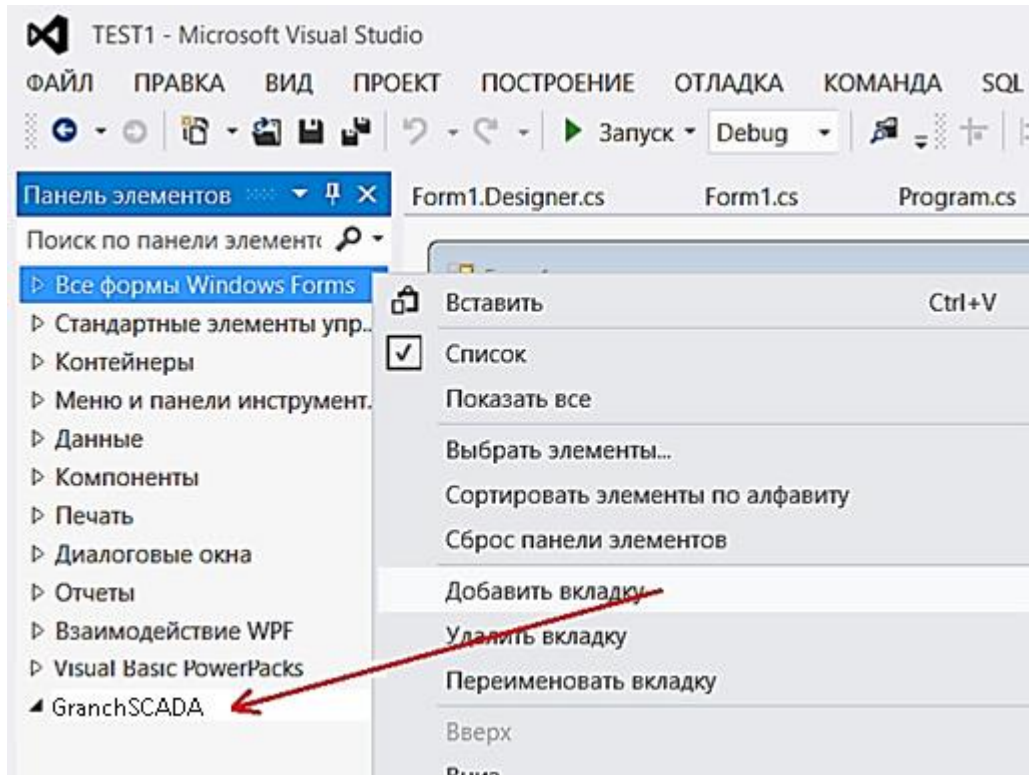 TEST1 - Microsoft Visual Studio
ФАЙЛ ПРАВКА ВИД ПРОЕКТ ПОСТРОЕНИЕ ОТЛАДКА КОМАНДА SQL
Запуск Debug
Панель элементов
Form1.Designer.cs Form1.cs Program.cs
Поиск по панели элементо
Все формы Windows Forms
Стандартные элементы упр..
Контейнеры
Меню и панели инструмент.
Данные
Компоненты
Печать
Диалоговые окна
Отчеты
Взаимодействие WPF
Visual Basic PowerPacks
GranchSCADA
Вставить Ctrl+V
Список
Показать все
Выбрать элементы...
Сортировать элементы по алфавиту
Сброс панели элементов
Добавить вкладку
Удалить вкладку
Переименовать вкладку
Вверх